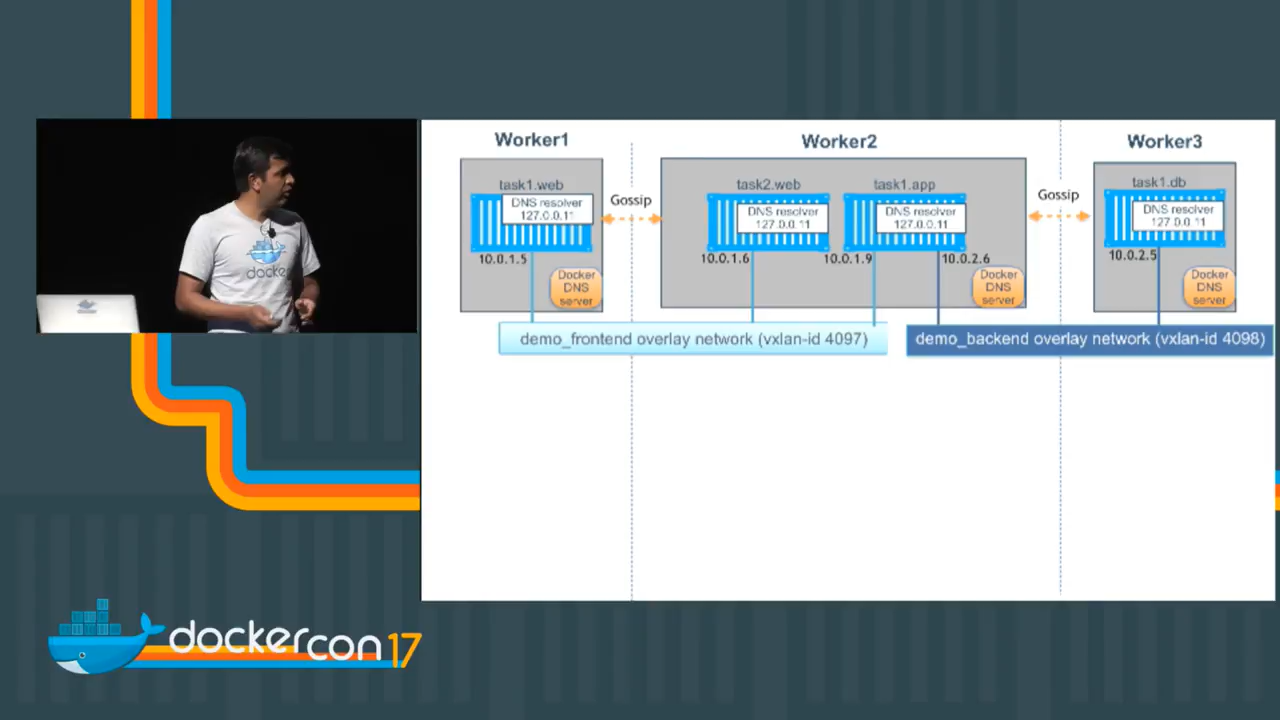 Worker1
Worker2
Worker3
task1.web
task2.web
task1.app
task1.db
DNS resolver
127.0.0.11
DNS resolver
127.0.0.11
DNS resolver
127.0.0.11
DNS resolver
127.0.0.11
Gossip
Gossip
10.0.1.5
10.0.1.6
10.0.1.9
10.0.2.6
10.0.2.5
Docker
DNS
server
Docker
DNS
server
Docker
DNS
server
demo_frontend overlay network (vxlan-id 4097)
demo_backend overlay network (vxlan-id 4098)
docker
dockercon 17